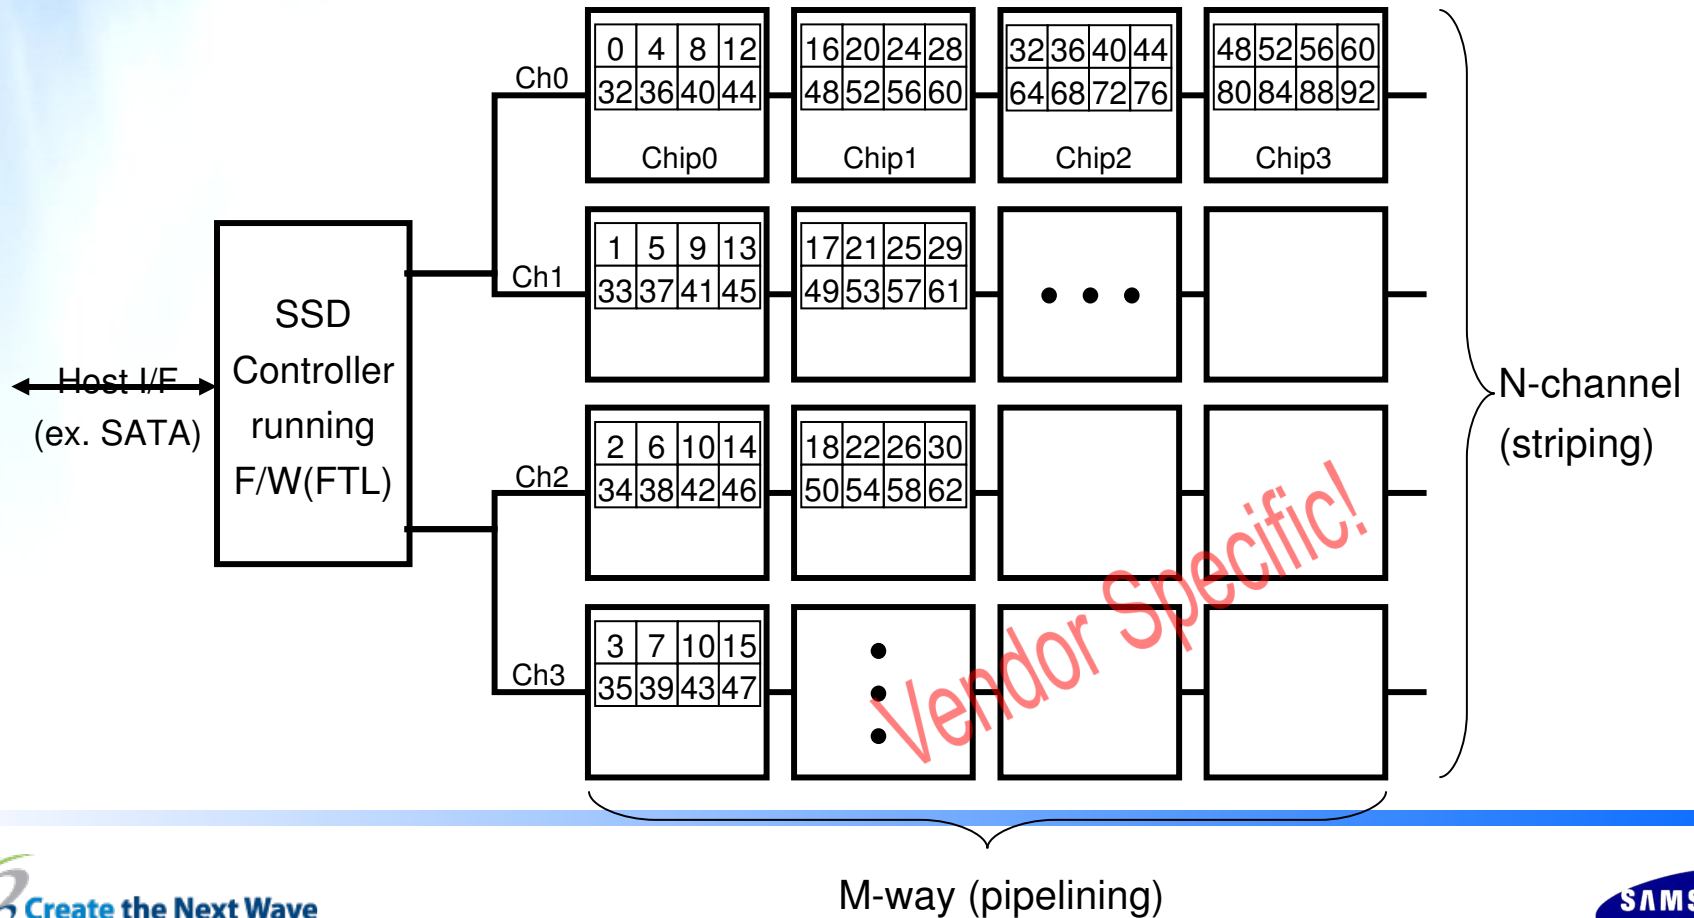 Ch0
0 4 8 12
32 36 40 44
Chip0
16 20 24 28
48 52 56 60
Chip1
32 36 40 44
64 68 72 76
Chip2
48 52 56 60
80 84 88 92
Chip3
Ch1
1 5 9 13
33 37 41 45
17 21 25 29
49 53 57 61
SSD
Controller
running
F/W(FTL)
Host I/F
(ex. SATA)
N-channel
(striping)
Ch2
2 6 10 14
34 38 42 46
18 22 26 30
50 54 58 62
Vendor Specific!
Ch3
3 7 10 15
35 39 43 47
M-way (pipelining)
Create the Next Wave